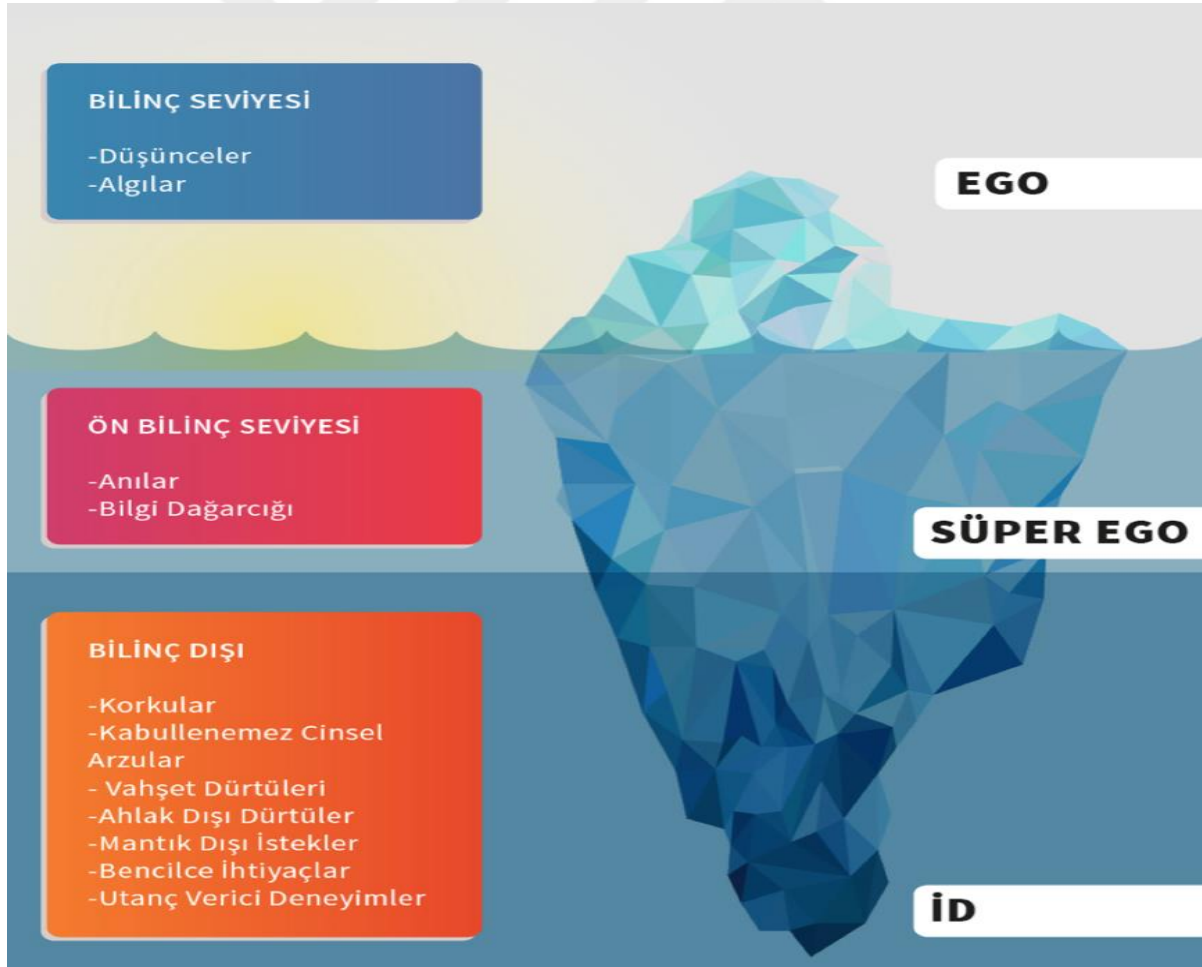 BİLİNÇ SEVİYESİ
-Düşünceler
-Algılar
EGO
ÖN BİLİNÇ SEVİYESİ
-Anılar
-Bilgi Dağarcığı
SÜPER EGO
BİLİNÇ DIŞI
-Korkular
-Kabullenemez Cinsel
Arzular
- Vahşet Dürtüleri
-Ahlak Dışı Dürtüler
-Mantık Dışı İstekler
-Bencilce İhtiyaçlar
-Utanç Verici Deneyimler
İD